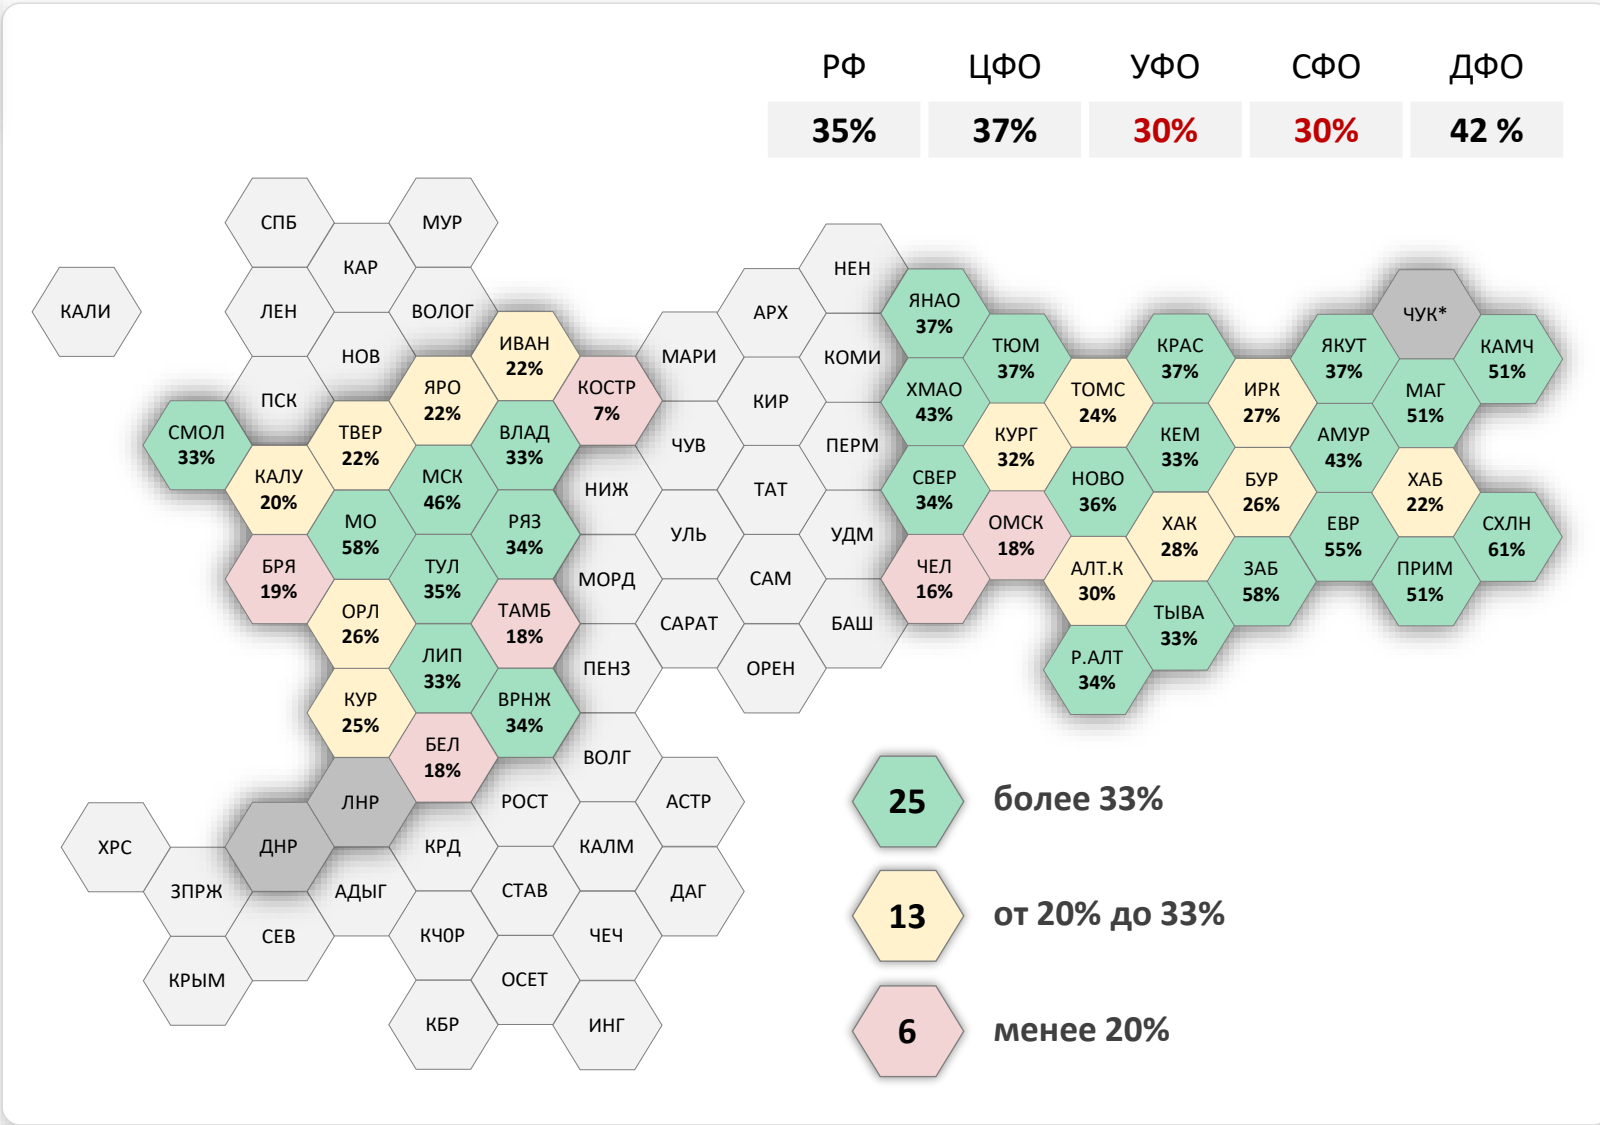 РФ ЦФО УФО СФО ДФО
35% 37% 30% 30% 42 %
СПБ
МУР
КАР
НЕН
КАЛИ
ЛЕН
ВОЛОГ
АРХ
ЯНАО
37%
ЧУК*
НОВ
ИВАН
22%
МАРИ
КОМИ
ТЮМ
37%
КРАС
37%
ЯКУТ
37%
КАМЧ
51%
ПСК
ЯРО
22%
КОСТР
7%
КИР
ХМАО
43%
ТОМС
24%
ИРК
27%
МАГ
51%
СМОЛ
33%
ТВЕР
22%
ВЛАД
33%
ЧУВ
ПЕРМ
КУРГ
32%
КЕМ
33%
АМУР
43%
КАЛУ
20%
МСК
46%
НИЖ
ТАТ
СВЕР
34%
НОВО
36%
БУР
26%
ХАБ
22%
МО
58%
РЯЗ
34%
УЛЬ
УДМ
ОМСК
18%
ХАК
28%
ЕВР
55%
СХЛН
61%
БРЯ
19%
ТУЛ
35%
МОРД
САМ
ЧЕЛ
16%
АЛТ.К
30%
ЗАБ
58%
ПРИМ
51%
ОРЛ
26%
ТАМБ
18%
САРАТ
БАШ
ТЫВА
33%
ЛИП
33%
ПЕНЗ
ОРЕН
Р.АЛТ
34%
КУР
25%
ВРНЖ
34%
БЕЛ
18%
ВОЛГ
ЛНР
РОСТ
АСТР
25 более 33%
ХРС
ДНР
КРД
КАЛМ
ЗПРЖ
АДЫГ
СТАВ
ДАГ
13 от 20% до 33%
СЕВ
КЧОР
ЧЕЧ
КРЫМ
ОСЕТ
КБР
ИНГ
6 менее 20%